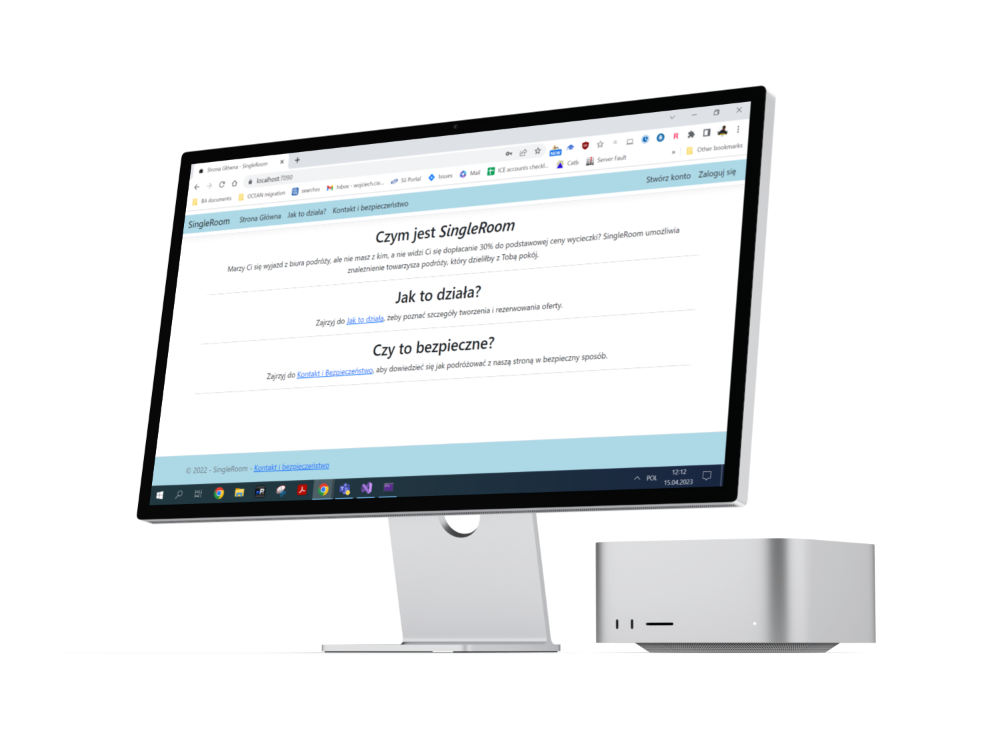 Strona Główna - SingleRoom
localhost:7090
NEW
R
BA documents
OCEAN migration
searchxs
Inbox - wojciech.cie...
Sii Portal
Issues
Mail
ICE accounts checkl...
Catb
Server Fault
»
Other bookmarks
SingleRoom
Strona Główna
Jak to działa?
Kontakt i bezpieczeństwo
Stwórz konto
Zaloguj się
Czym jest SingleRoom
Marzy Ci się wyjazd z biura podróży, ale nie masz z kim, a nie widzi Ci się dopłacanie 30% do podstawowej ceny wycieczki? SingleRoom umożliwia
znaleznienie towarzysza podróży, który dzieliłby z Tobą pokój.
Jak to działa?
Zajrzyj do Jak to działa, żeby poznać szczegóły tworzenia i rezerwowania oferty.
Czy to bezpieczne?
Zajrzyj do Kontakt i Bezpieczeństwo, aby dowiedzieć się jak podróżować z naszą stroną w bezpieczny sposób.
© 2022 - SingleRoom - Kontakt i bezpieczeństwo
POL
12:12
15.04.2023